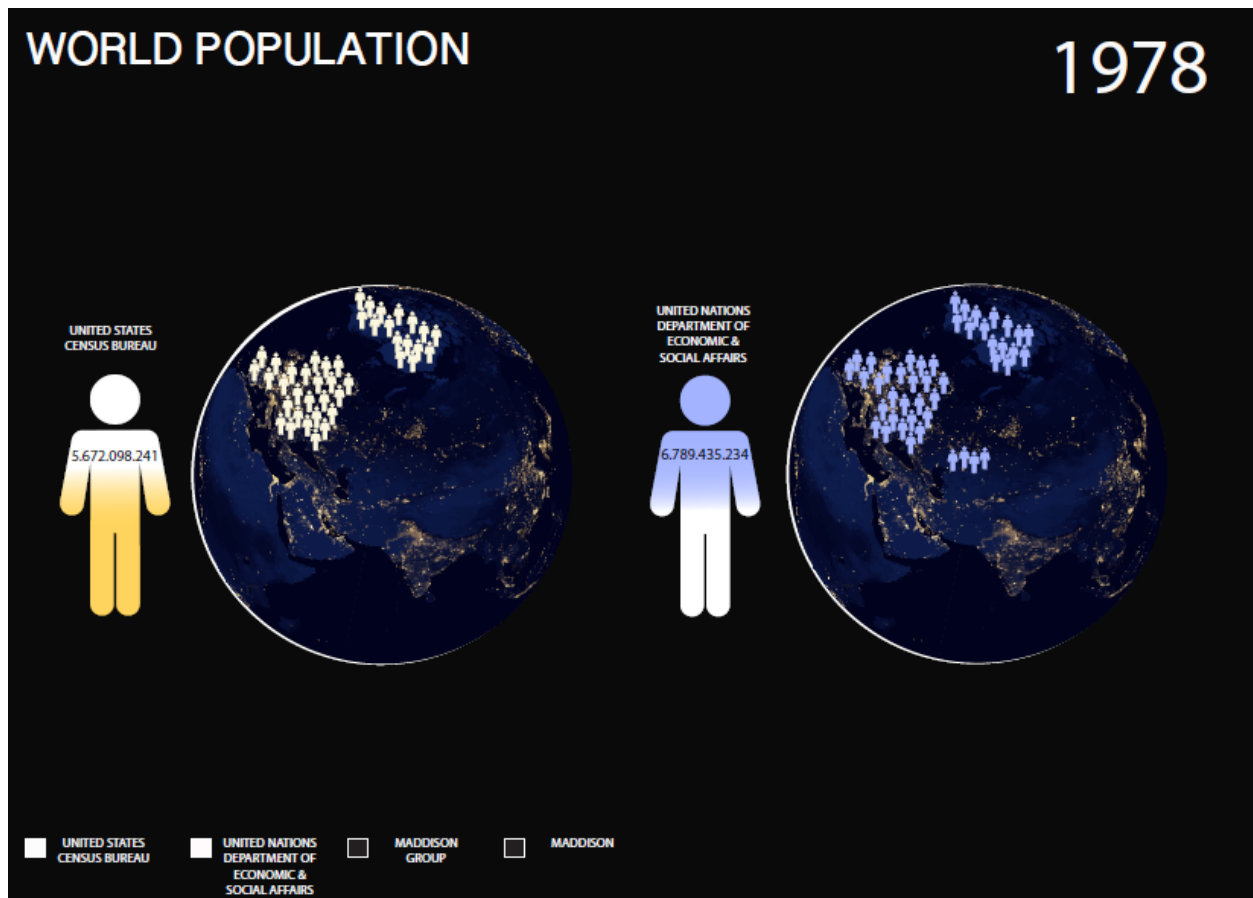 WORLD POPULATION
1978
UNITED STATES
CENSUS BUREAU
5.672.098.241
UNITED NATIONS
DEPARTMENT OF
ECONOMIC &
SOCIAL AFFAIRS
6.789.435.234
UNITED STATES
CENSUS BUREAU
UNITED NATIONS
DEPARTMENT OF
ECONOMIC &
SOCIAL AFFAIRS
MADDISON
GROUP
MADDISON